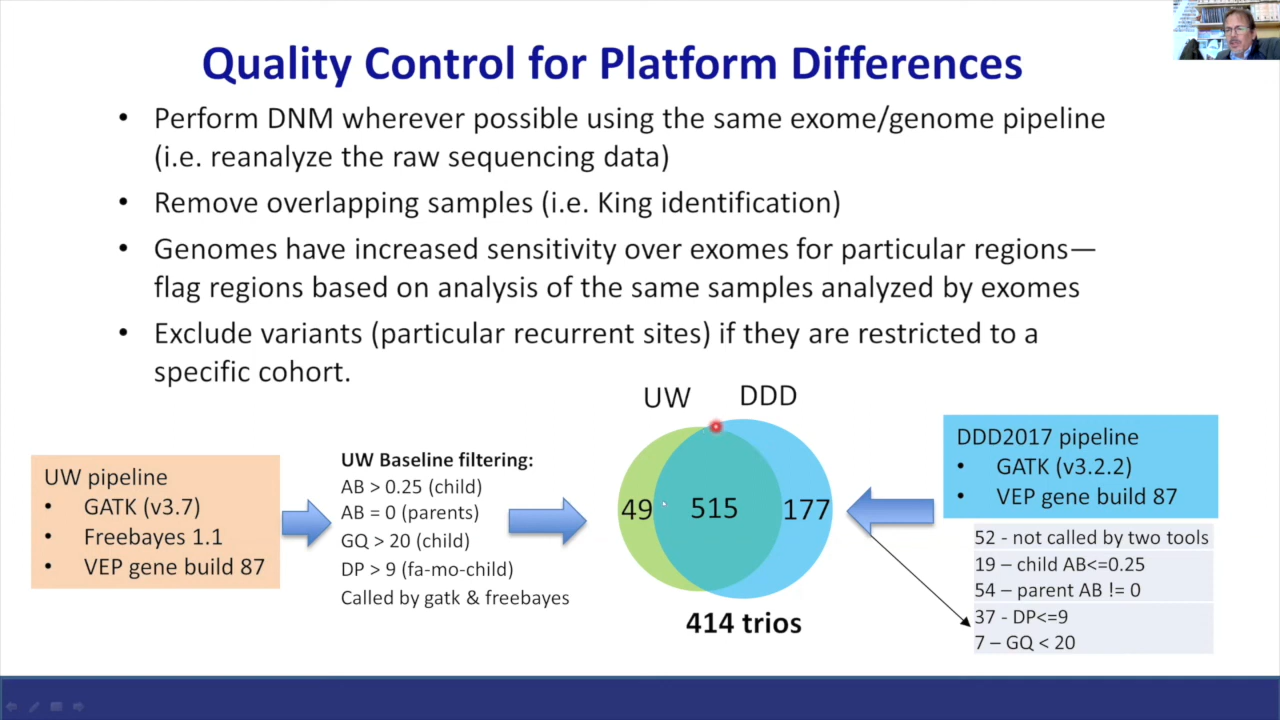 Quality Control for Platform Differences
• Perform DNM wherever possible using the same exome/genome pipeline
(i.e. reanalyze the raw sequencing data)
• Remove overlapping samples (i.e. King identification)
• Genomes have increased sensitivity over exomes for particular regions—
flag regions based on analysis of the same samples analyzed by exomes
• Exclude variants (particular recurrent sites) if they are restricted to a
specific cohort.
UW pipeline
• GATK (v3.7)
• Freebayes 1.1
• VEP gene build 87
UW Baseline filtering:
AB > 0.25 (child)
AB = 0 (parents)
GQ > 20 (child)
DP > 9 (fa-mo-child)
Called by gatk & freebayes
UW DDD
49 515 177
414 trios
DDD2017 pipeline
• GATK (v3.2.2)
• VEP gene build 87
52 - not called by two tools
19 – child AB<=0.25
54 – parent AB != 0
37 - DP<=9
7 – GQ < 20